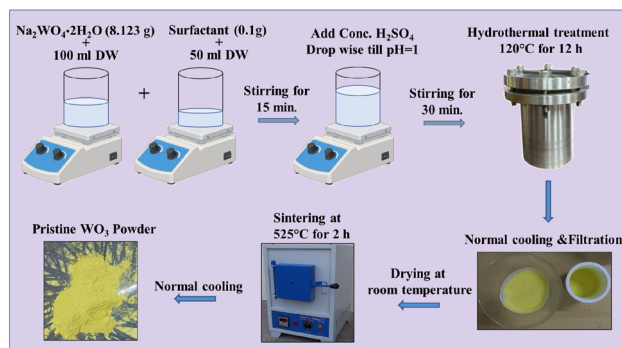 Na₂WO₄·2H₂O (8.123 g)
+
100 ml DW
Surfactant (0.1g)
+
50 ml DW
+
Stirring for
15 min.
Add Conc. H₂SO₄
Drop wise till pH=1
Stirring for
30 min.
Hydrothermal treatment
120°C for 12 h
Normal cooling &Filtration
Drying at
room temperature
Sintering at
525°C for 2 h
Normal cooling
Pristine WO₃ Powder